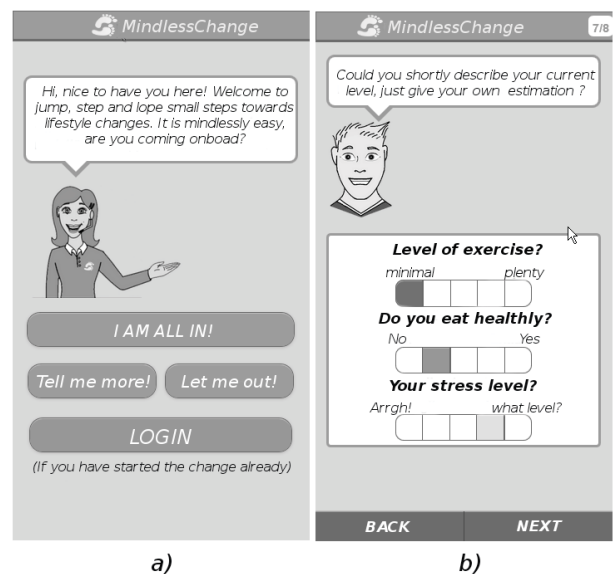 MindlessChange
Hi, nice to have you here! Welcome to
jump, step and lope small steps towards
lifestyle changes. It is mindlessly easy,
are you coming onboad?
I AM ALL IN!
Tell me more!
Let me out!
LOGIN
(If you have started the change already)
a)
MindlessChange
7/8
Could you shortly describe your current
level, just give your own estimation ?
Level of exercise?
minimal plenty
Do you eat healthly?
No Yes
Your stress level?
Arrgh! what level?
BACK NEXT
b)